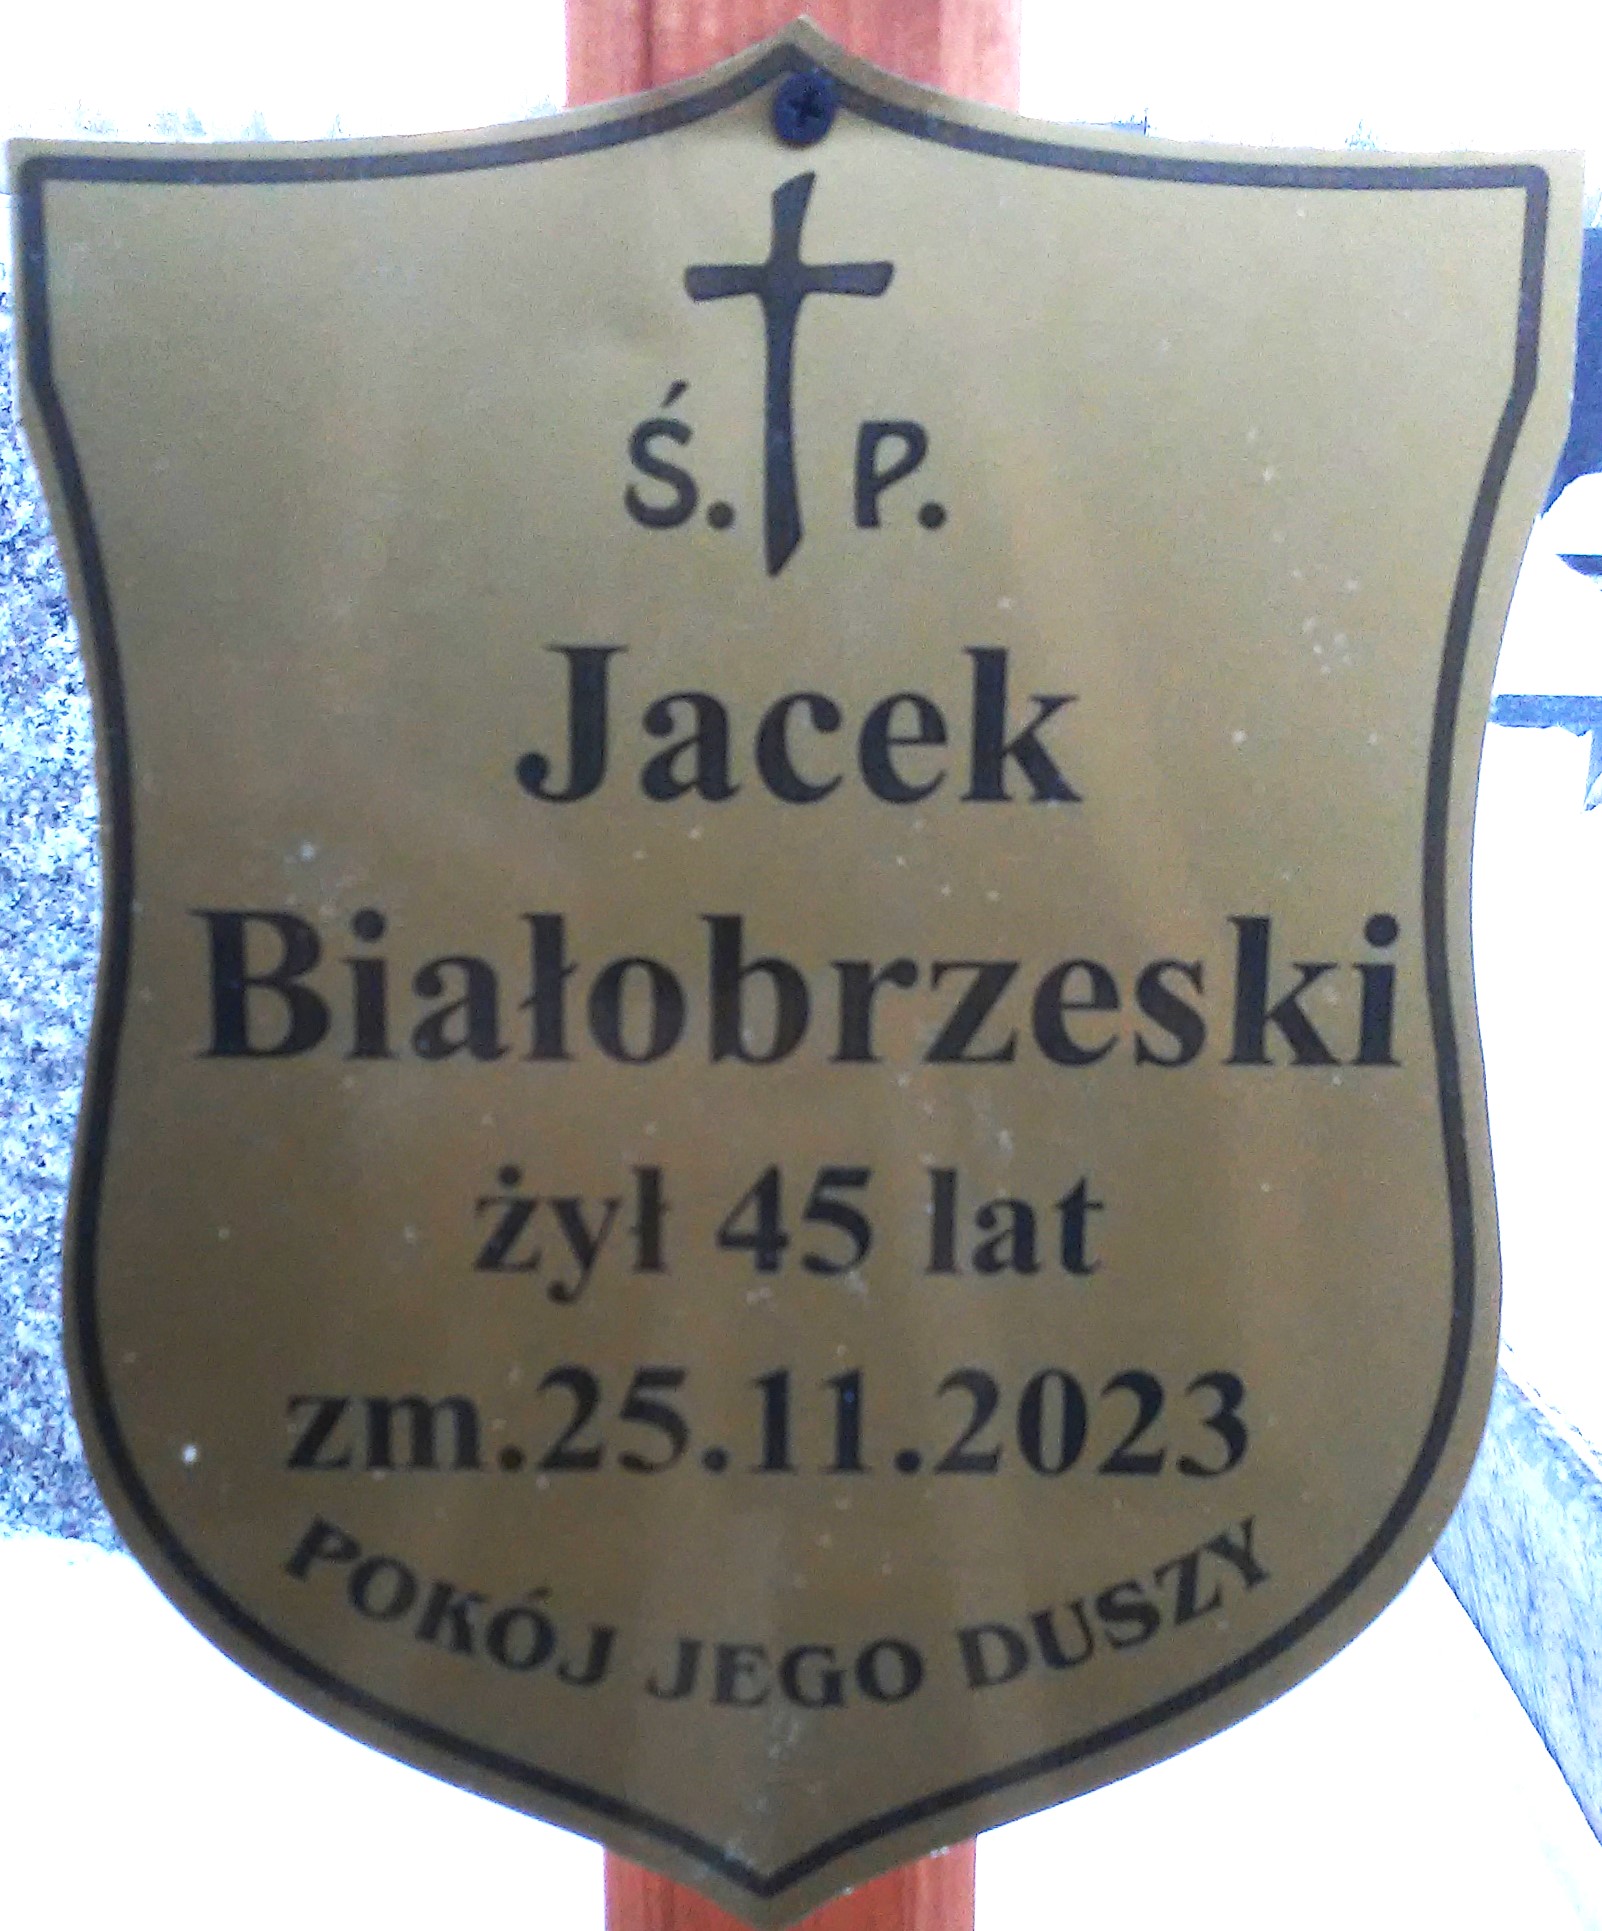 Ś. P.
Jacek
Białobrzeski
żył 45 lat
zm.25.11.2023
POKÓJ JEGO DUSZY